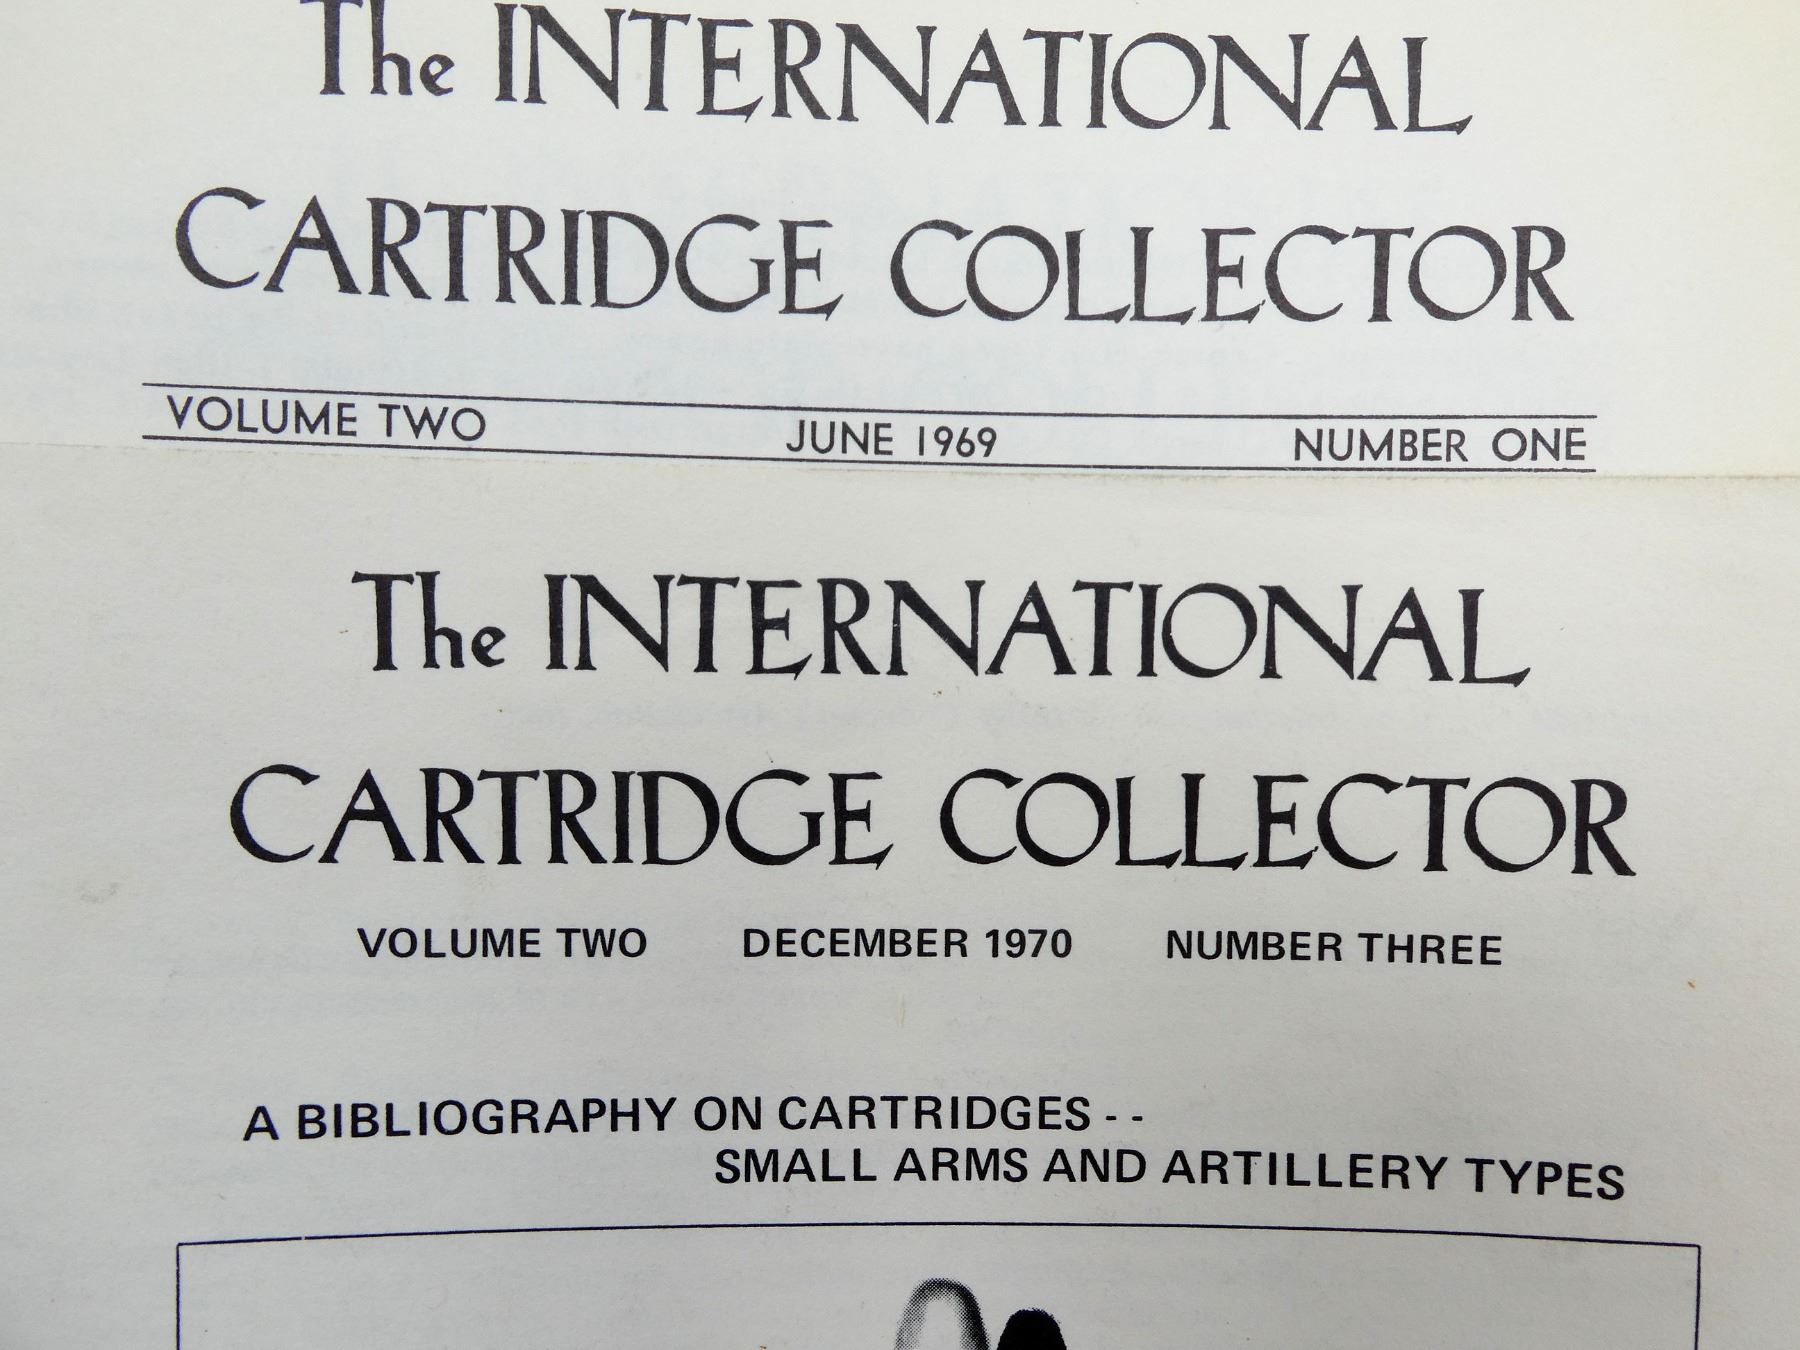 The INTERNATIONAL
CARTRIDGE COLLECTOR
VOLUME TWO JUNE 1969 NUMBER ONE
The INTERNATIONAL
CARTRIDGE COLLECTOR
VOLUME TWO DECEMBER 1970 NUMBER THREE
A BIBLIOGRAPHY ON CARTRIDGES - -
SMALL ARMS AND ARTILLERY TYPES